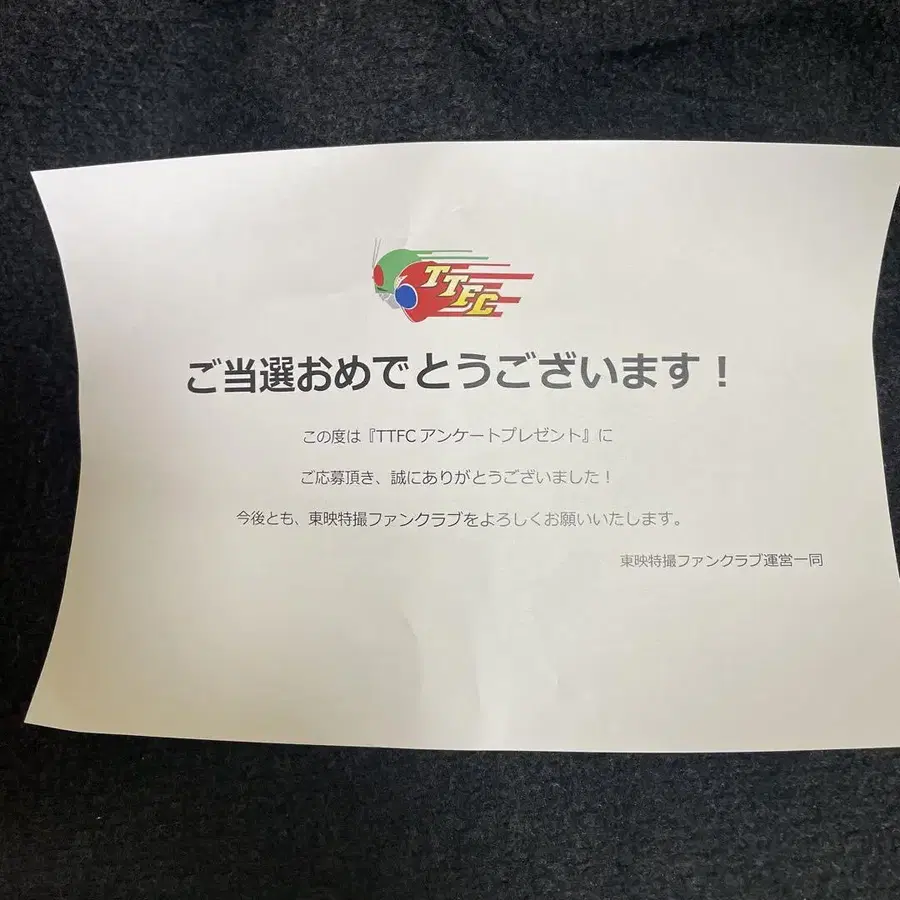 TTFC
ご当選おめでとうございます！
この度は『TTFC アンケートプレゼント』に
ご応募頂き、誠にありがとうございました！
今後とも、東映特撮ファンクラブをよろしくお願いいたします。
東映特撮ファンクラブ運営一同